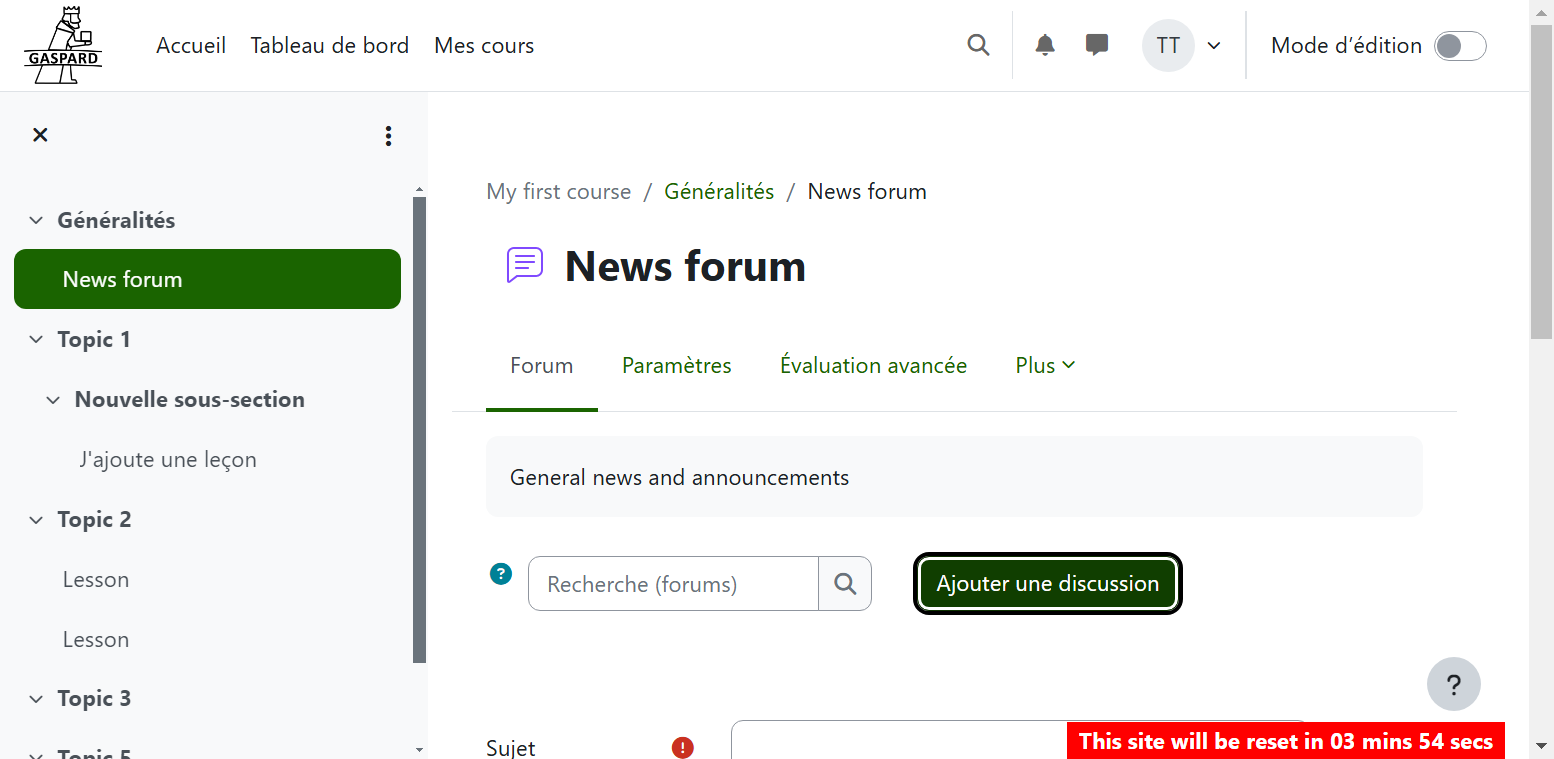 GASPARD
Accueil Tableau de bord Mes cours
TT
Mode d’édition
Généralités
News forum
Topic 1
Nouvelle sous-section
J'ajoute une leçon
Topic 2
Lesson
Lesson
Topic 3
Topic 5
My first course / Généralités / News forum
News forum
Forum Paramètres Évaluation avancée Plus
General news and announcements
? Recherche (forums) Ajouter une discussion
?
Sujet !
This site will be reset in 03 mins 54 secs